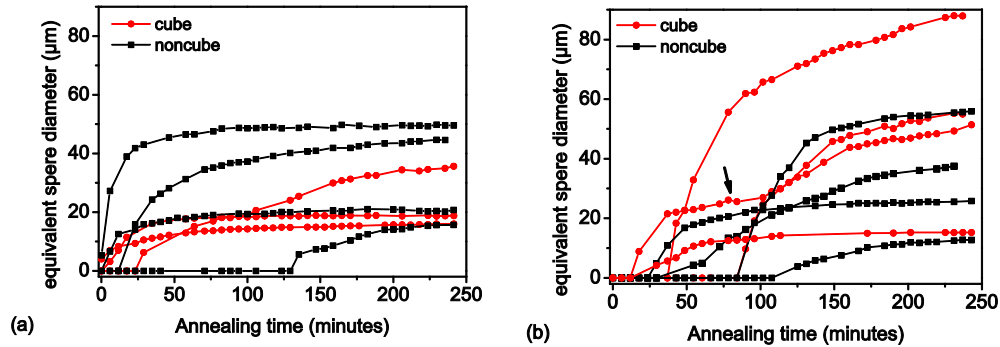 cube
noncube
80
60
40
20
0
0 50 100 150 200 250
equivalent spere diameter (µm)
Annealing time (minutes)
(a)
cube
noncube
80
60
40
20
0
0 50 100 150 200 250
equivalent spere diameter (µm)
Annealing time (minutes)
(b)